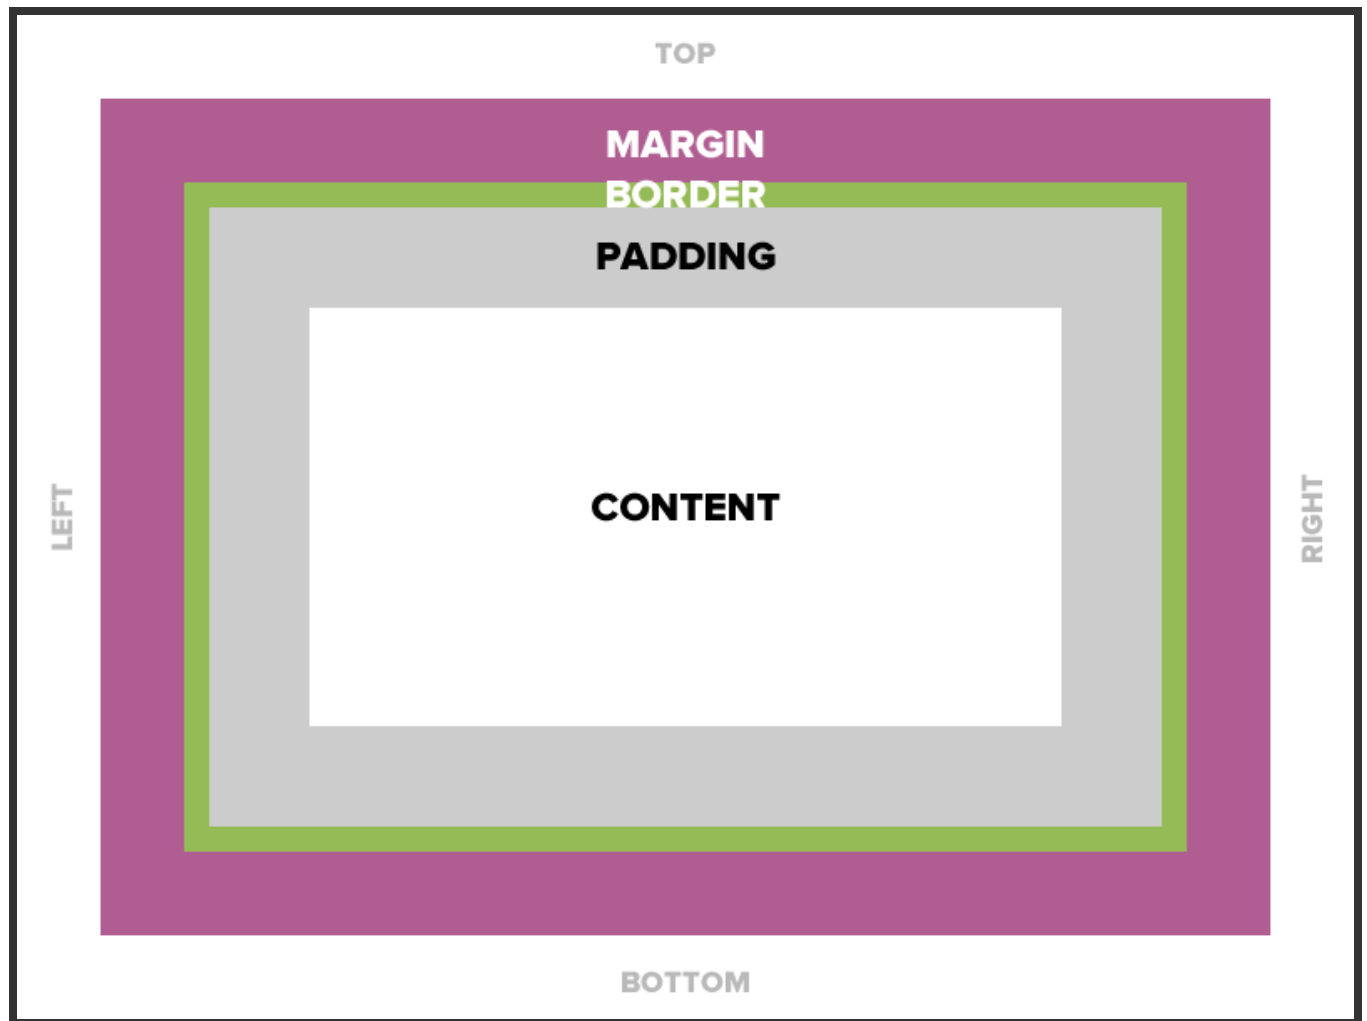 TOP
MARGIN
BORDER
PADDING
LEFT
CONTENT
RIGHT
BOTTOM